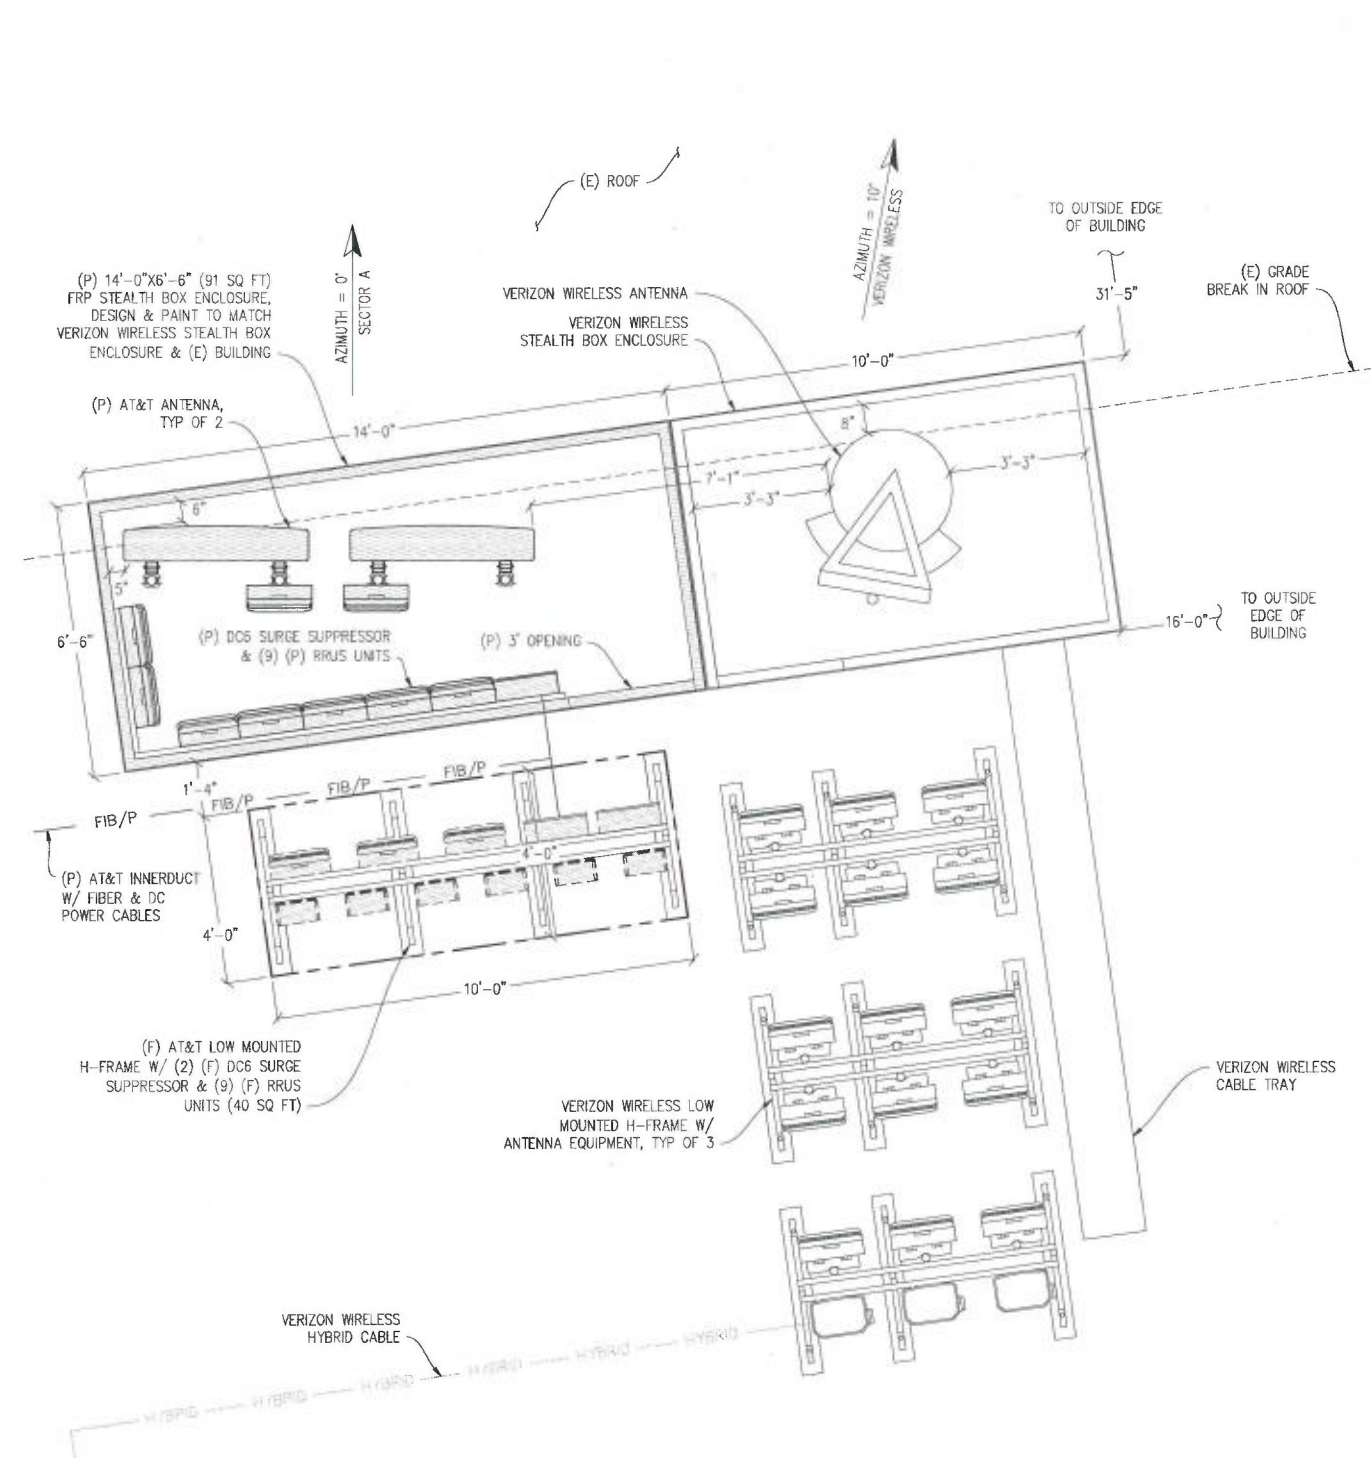 (E) ROOF
AZIMUTH = 10°
VERIZON WIRELESS
TO OUTSIDE EDGE
OF BUILDING
31'-5"
(E) GRADE
BREAK IN ROOF
(P) 14'-0"X6'-6" (91 SQ FT)
FRP STEALTH BOX ENCLOSURE,
DESIGN & PAINT TO MATCH
VERIZON WIRELESS STEALTH BOX
ENCLOSURE & (E) BUILDING
AZIMUTH = 0°
SECTOR A
VERIZON WIRELESS ANTENNA
VERIZON WIRELESS
STEALTH BOX ENCLOSURE
10'-0"
(P) AT&T ANTENNA,
TYP OF 2
14'-0"
8"
7'-1"
3'-3"
3'-3"
6"
5"
6'-6"
(P) DC6 SURGE SUPPRESSOR
& (9) (P) RRUS UNITS
(P) 3' OPENING
16'-0"
TO OUTSIDE
EDGE OF
BUILDING
1'-4"
FIB/P
FIB/P
FIB/P
FIB/P
4'-0"
(P) AT&T INNERDUCT
W/ FIBER & DC
POWER CABLES
4'-0"
10'-0"
(F) AT&T LOW MOUNTED
H-FRAME W/ (2) (F) DC6 SURGE
SUPPRESSOR & (9) (F) RRUS
UNITS (40 SQ FT)
VERIZON WIRELESS LOW
MOUNTED H-FRAME W/
ANTENNA EQUIPMENT, TYP OF 3
VERIZON WIRELESS
CABLE TRAY
VERIZON WIRELESS
HYBRID CABLE
HYBRID
HYBRID
HYBRID
HYBRID
HYBRID
HYBRID